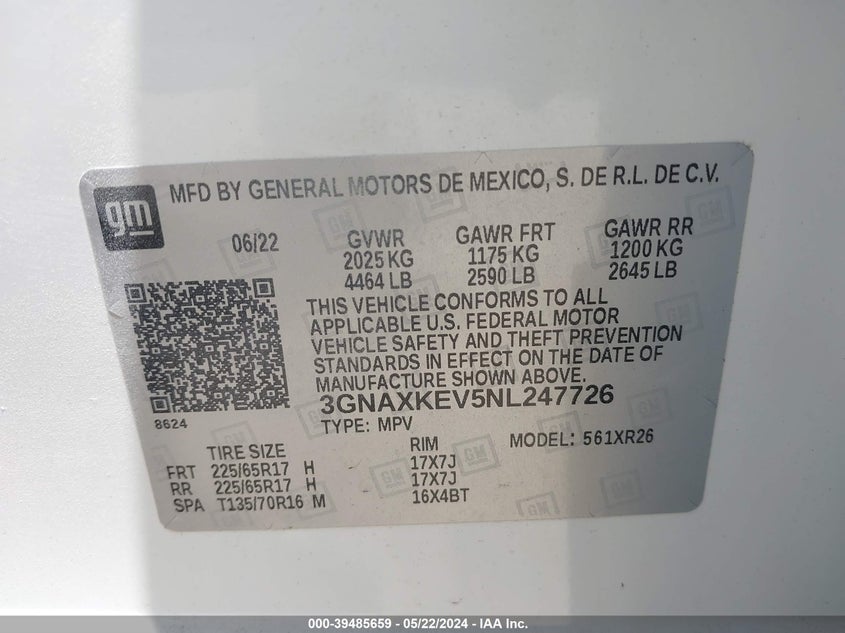 gm
MFD BY GENERAL MOTORS DE MEXICO, S. DE R.L. DE C.V.
06/22 GVWR GAWR FRT GAWR RR
2025 KG 1175 KG 1200 KG
4464 LB 2590 LB 2645 LB
THIS VEHICLE CONFORMS TO ALL
APPLICABLE U.S. FEDERAL MOTOR
VEHICLE SAFETY AND THEFT PREVENTION
STANDARDS IN EFFECT ON THE DATE OF
MANUFACTURE SHOWN ABOVE.
3GNAXKEV5NL247726
8624
TYPE: MPV MODEL: 561XR26
TIRE SIZE RIM
FRT 225/65R17 H 17X7J
RR 225/65R17 H 17X7J
SPA T135/70R16 M 16X4BT
000-39485659 - 05/22/2024 - IAA Inc.